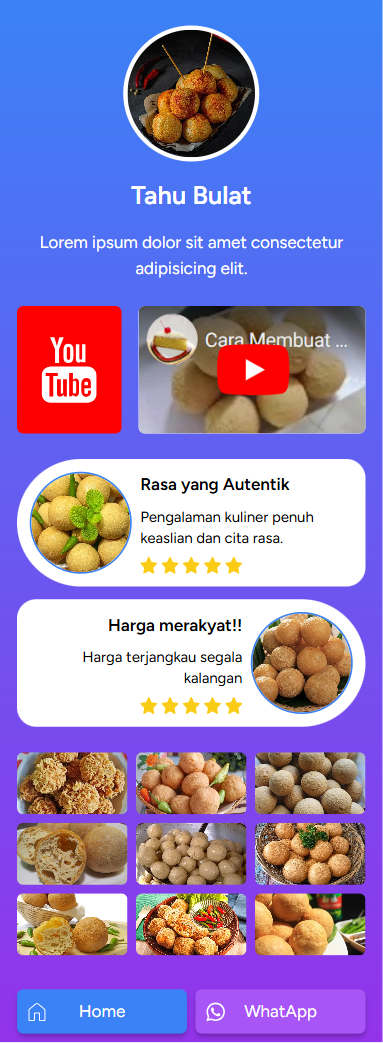 Tahu Bulat
Lorem ipsum dolor sit amet consectetur
adipisicing elit.
You
Tube
Cara Membuat ...
Rasa yang Autentik
Pengalaman kuliner penuh
keaslian dan cita rasa.
Harga merakyat!!
Harga terjangkau segala
kalangan
Home
WhatApp